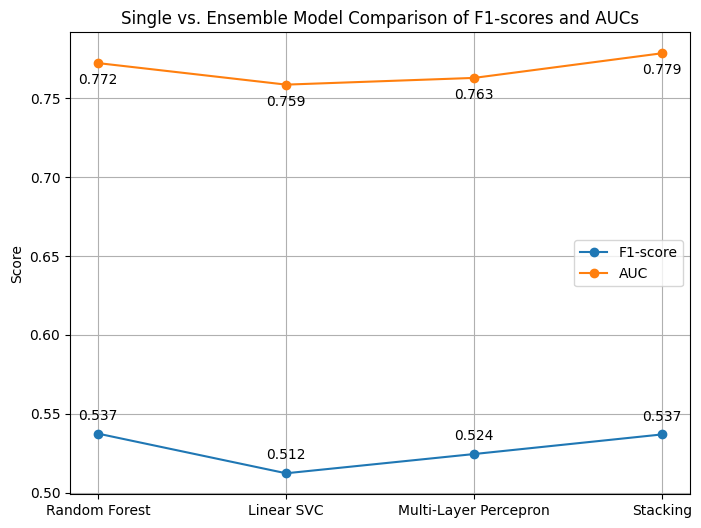 Single vs. Ensemble Model Comparison of F1-scores and AUCs
0.772
0.759
0.763
0.779
0.75
0.70
0.65
0.60
0.55
0.50
Score
F1-score
AUC
0.537
0.512
0.524
0.537
Random Forest
Linear SVC
Multi-Layer Percepron
Stacking